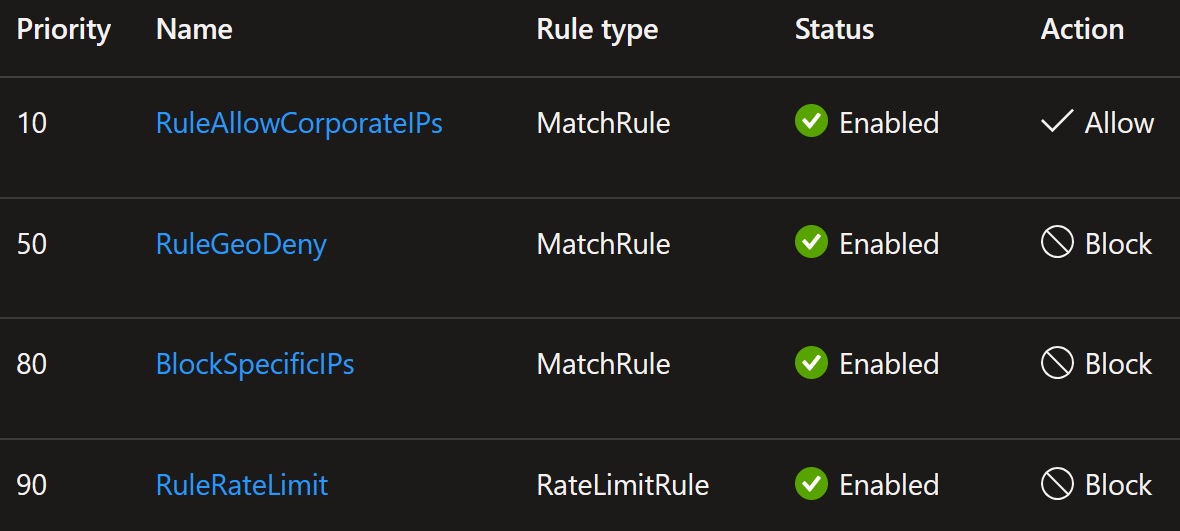 Priority Name Rule type Status Action
10 RuleAllowCorporateIPs MatchRule Enabled Allow
50 RuleGeoDeny MatchRule Enabled Block
80 BlockSpecificIPs MatchRule Enabled Block
90 RuleRateLimit RateLimitRule Enabled Block